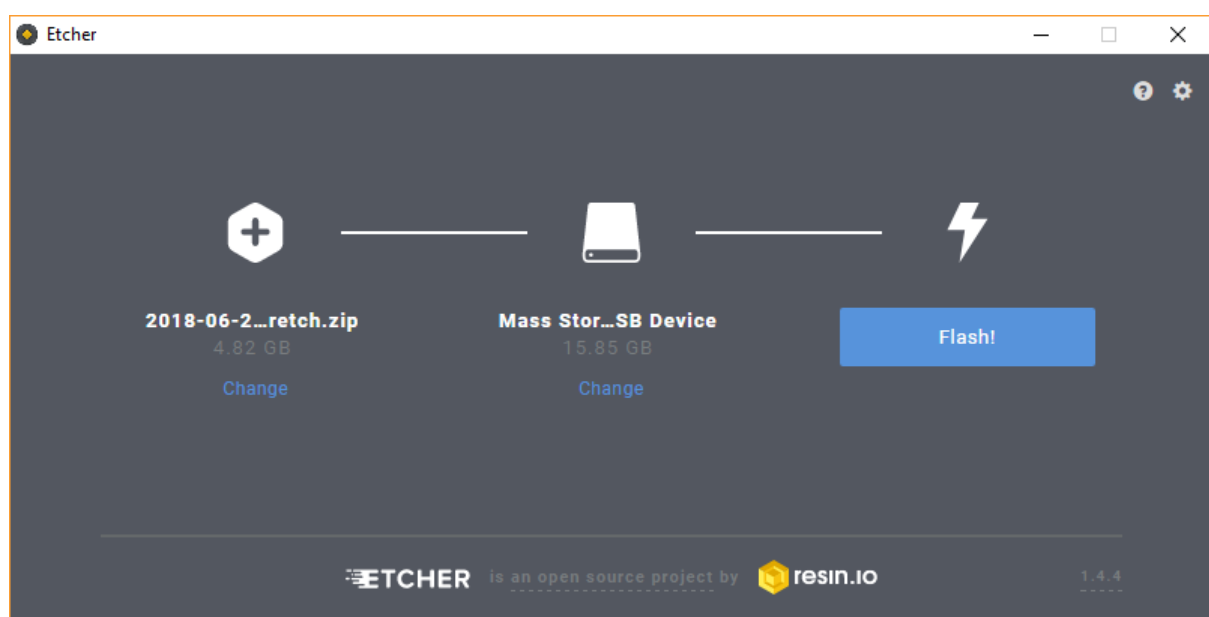 Etcher
2018-06-2...retch.zip
4.82 GB
Change
Mass Stor...SB Device
15.85 GB
Change
Flash!
ETCHER is an open source project by resin.io
1.4.4